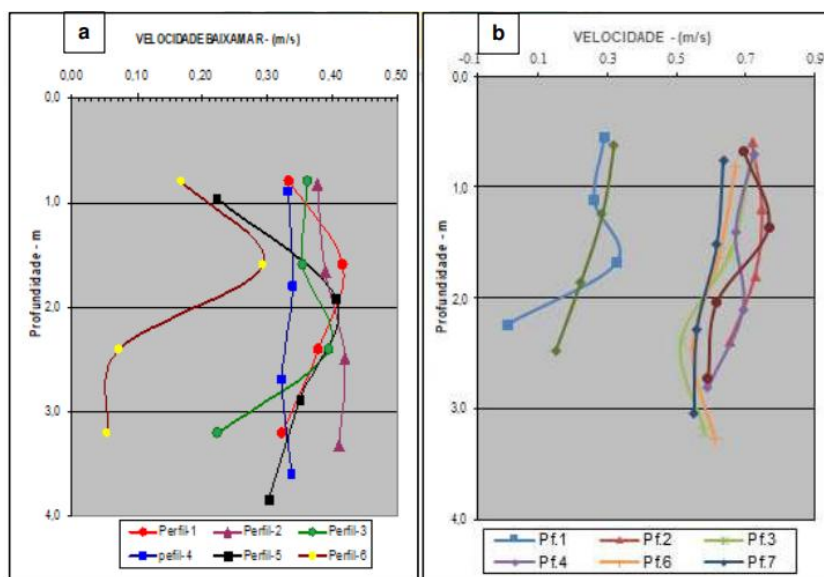 a
VELOCIDADE BAIXAMAR - (m/s)
0,00 0,10 0,20 0,30 0,40 0,50
0,0
1,0
2,0
3,0
4,0
5,0
Profundidade - m
Perfil-1 Perfil-2 Perfil-3
pefil-4 Perfil-5 Perfil-6
b
VELOCIDADE - (m/s)
-0.1 0.1 0.3 0.5 0.7 0.9
0,0
1,0
2,0
3,0
4,0
Profundidade - m
Pf.1 Pf.2 Pf.3
Pf.4 Pf.6 Pf.7